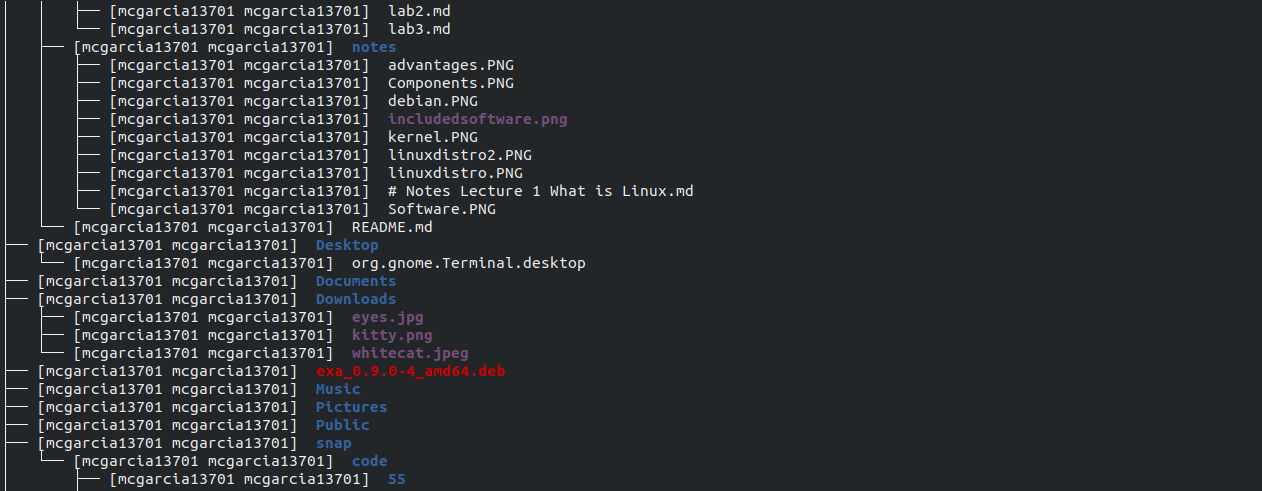 [mcgarcia13701 mcgarcia13701]  lab2.md
[mcgarcia13701 mcgarcia13701]  lab3.md
[mcgarcia13701 mcgarcia13701]  notes
[mcgarcia13701 mcgarcia13701]  advantages.PNG
[mcgarcia13701 mcgarcia13701]  Components.PNG
[mcgarcia13701 mcgarcia13701]  debian.PNG
[mcgarcia13701 mcgarcia13701]  includedsoftware.png
[mcgarcia13701 mcgarcia13701]  kernel.PNG
[mcgarcia13701 mcgarcia13701]  linuxdistro2.PNG
[mcgarcia13701 mcgarcia13701]  linuxdistro.PNG
[mcgarcia13701 mcgarcia13701]  # Notes Lecture 1 What is Linux.md
[mcgarcia13701 mcgarcia13701]  Software.PNG
[mcgarcia13701 mcgarcia13701]  README.md
[mcgarcia13701 mcgarcia13701]  Desktop
[mcgarcia13701 mcgarcia13701]  org.gnome.Terminal.desktop
[mcgarcia13701 mcgarcia13701]  Documents
[mcgarcia13701 mcgarcia13701]  Downloads
[mcgarcia13701 mcgarcia13701]  eyes.jpg
[mcgarcia13701 mcgarcia13701]  kitty.png
[mcgarcia13701 mcgarcia13701]  whitecat.jpeg
[mcgarcia13701 mcgarcia13701]  exa_0.9.0-4_amd64.deb
[mcgarcia13701 mcgarcia13701]  Music
[mcgarcia13701 mcgarcia13701]  Pictures
[mcgarcia13701 mcgarcia13701]  Public
[mcgarcia13701 mcgarcia13701]  snap
[mcgarcia13701 mcgarcia13701]  code
[mcgarcia13701 mcgarcia13701]  55